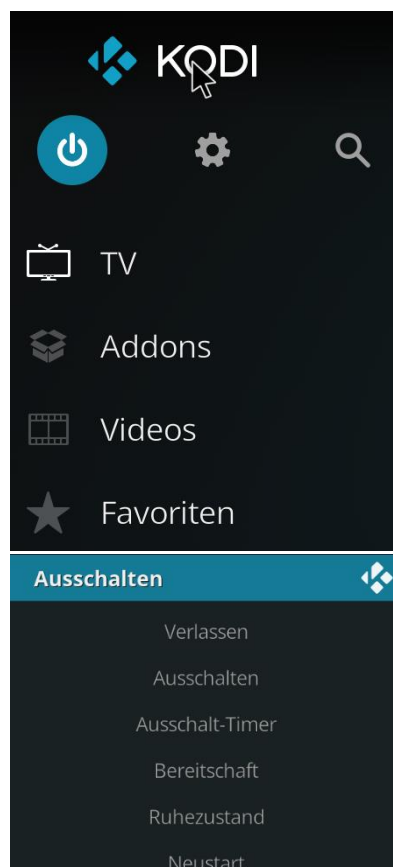 KODI
TV
Addons
Videos
Favoriten
Ausschalten
Verlassen
Ausschalten
Ausschalt-Timer
Bereitschaft
Ruhezustand
Neustart